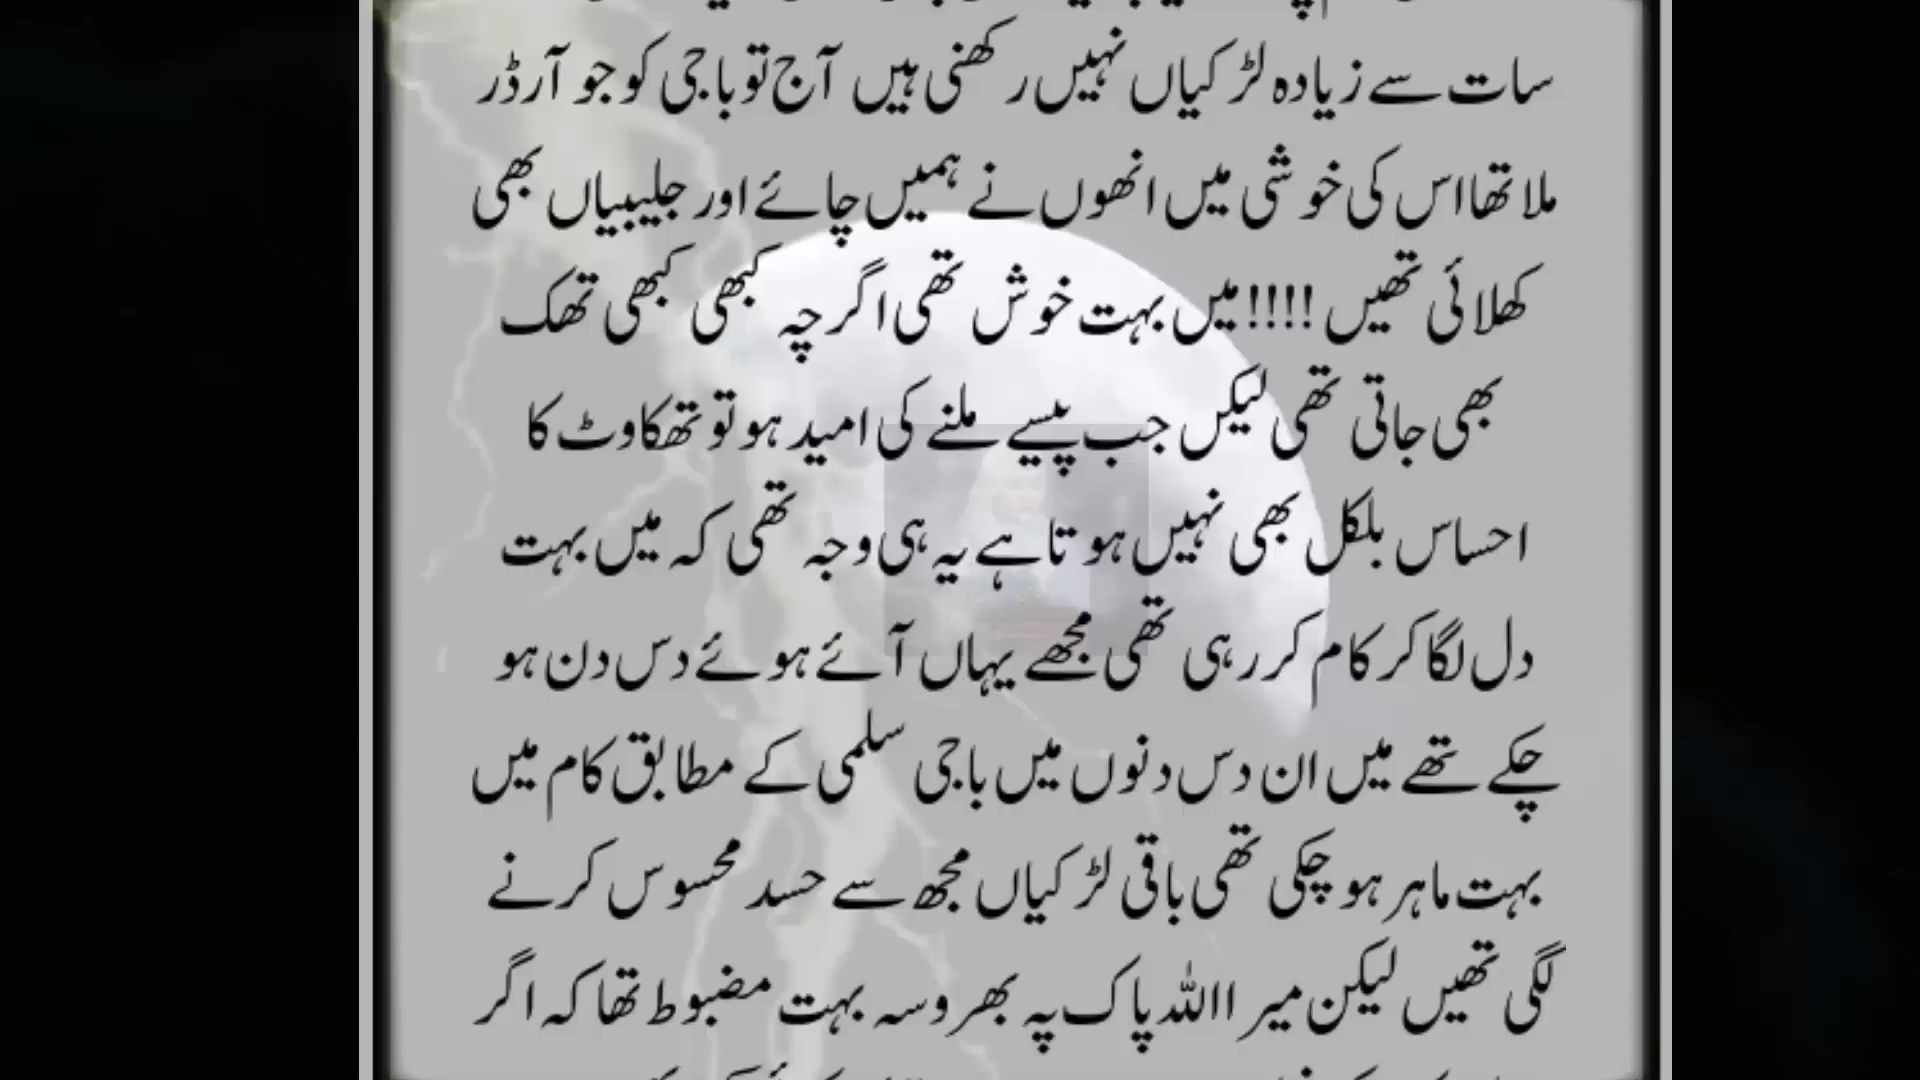 سات سے زیادہ لڑکیاں نہیں رکھنی ہیں آج تو باجی کو جو آرڈر
ملا تھا اس کی خوشی میں انھوں نے ہمیں چائے اور جلیبیاں بھی
کھلائی تھیں !!!! میں بہت خوش تھی اگرچہ کبھی کبھی تھک
بھی جاتی تھی لیکن جب پیسے ملنے کی امید ہو تو تھکاوٹ کا
احساس بلکل بھی نہیں ہوتا ہے یہ ہی وجہ تھی کہ میں بہت
دل لگا کر کام کر رہی تھی مجھے یہاں آئے ہوئے دس دن ہو
چکے تھے میں ان دس دنوں میں باجی سلمی کے مطابق کام میں
بہت ماہر ہو چکی تھی باقی لڑکیاں مجھ سے حسد محسوس کرنے
لگی تھیں لیکن میرا اللہ پاک پہ بھروسہ بہت مضبوط تھا کہ اگر